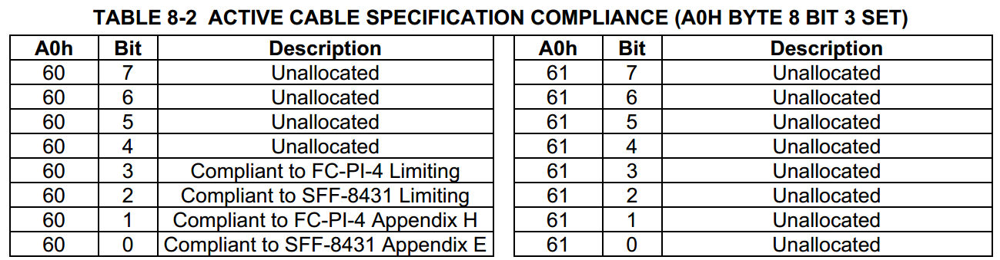 TABLE 8-2 ACTIVE CABLE SPECIFICATION COMPLIANCE (A0H BYTE 8 BIT 3 SET)
A0h Bit Description A0h Bit Description
60 7 Unallocated 61 7 Unallocated
60 6 Unallocated 61 6 Unallocated
60 5 Unallocated 61 5 Unallocated
60 4 Unallocated 61 4 Unallocated
60 3 Compliant to FC-PI-4 Limiting 61 3 Unallocated
60 2 Compliant to SFF-8431 Limiting 61 2 Unallocated
60 1 Compliant to FC-PI-4 Appendix H 61 1 Unallocated
60 0 Compliant to SFF-8431 Appendix E 61 0 Unallocated